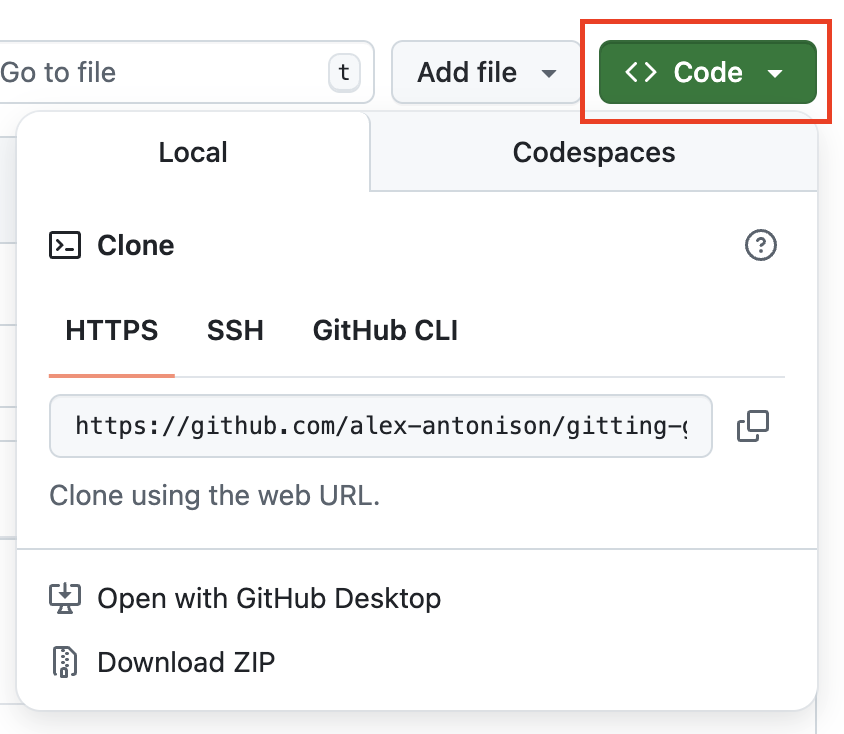 Go to file t Add file Code
Local Codespaces
Clone
HTTPS SSH GitHub CLI
https://github.com/alex-antonison/gitting-
Clone using the web URL.
Open with GitHub Desktop
Download ZIP